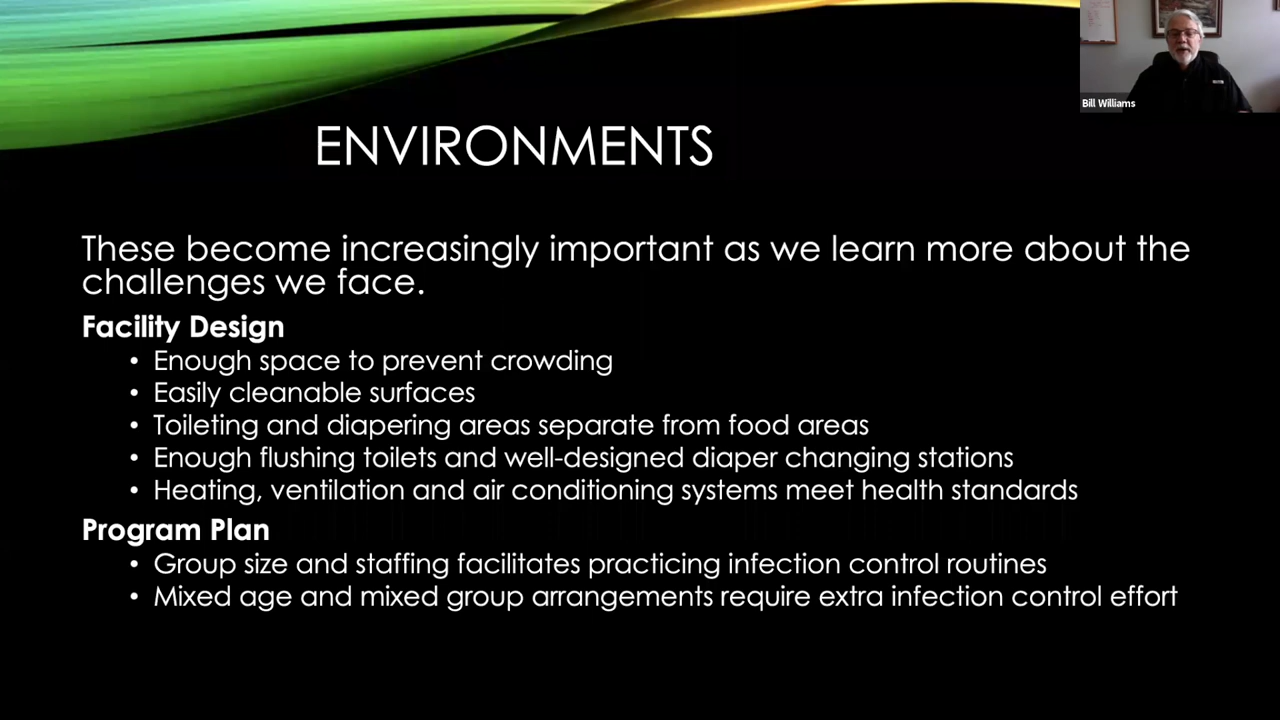 Bill Williams
ENVIRONMENTS
These become increasingly important as we learn more about the
challenges we face.
Facility Design
• Enough space to prevent crowding
• Easily cleanable surfaces
• Toileting and diapering areas separate from food areas
• Enough flushing toilets and well-designed diaper changing stations
• Heating, ventilation and air conditioning systems meet health standards
Program Plan
• Group size and staffing facilitates practicing infection control routines
• Mixed age and mixed group arrangements require extra infection control effort